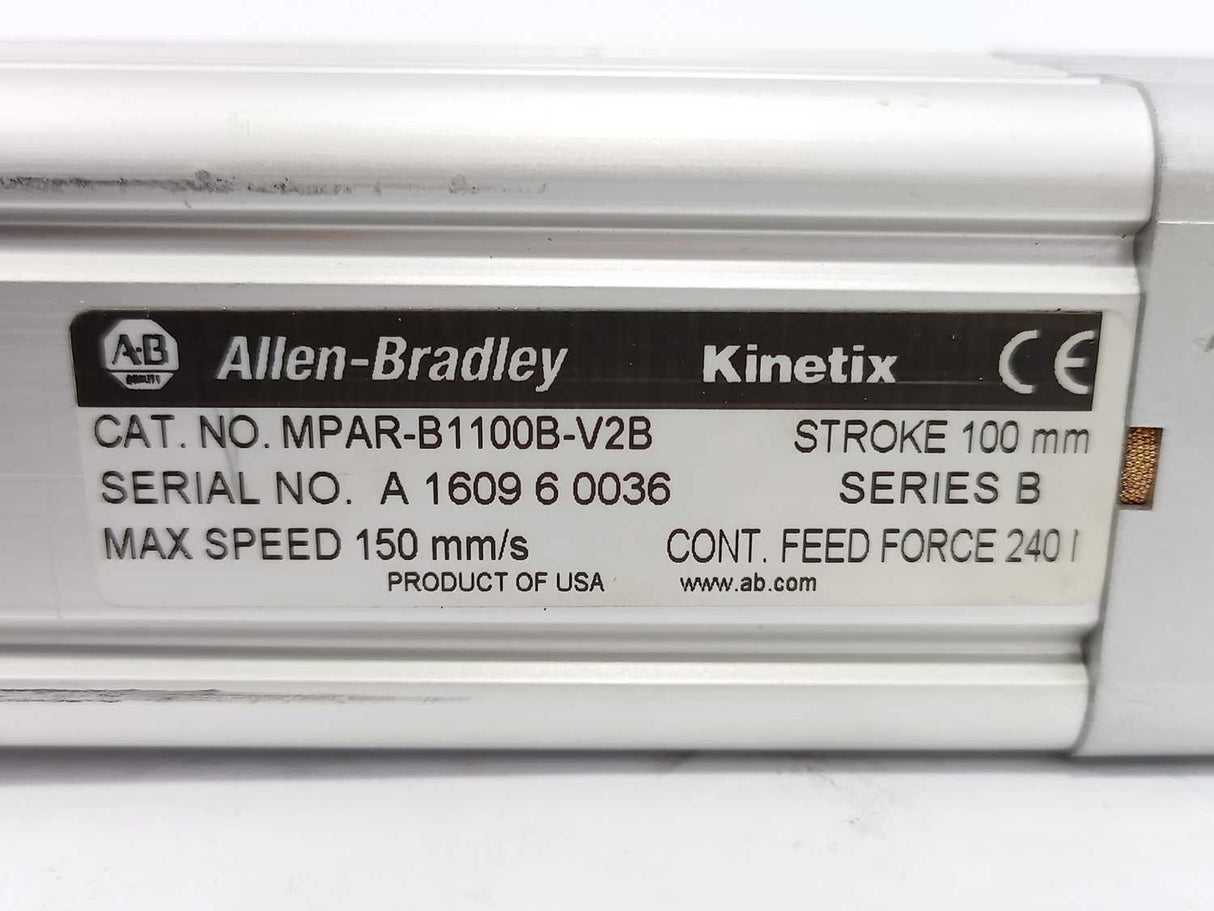 A·B Allen-Bradley Kinetix CE
CAT. NO. MPAR-B1100B-V2B STROKE 100 mm
SERIAL NO. A 1609 6 0036 SERIES B
MAX SPEED 150 mm/s CONT. FEED FORCE 240
PRODUCT OF USA www.ab.com